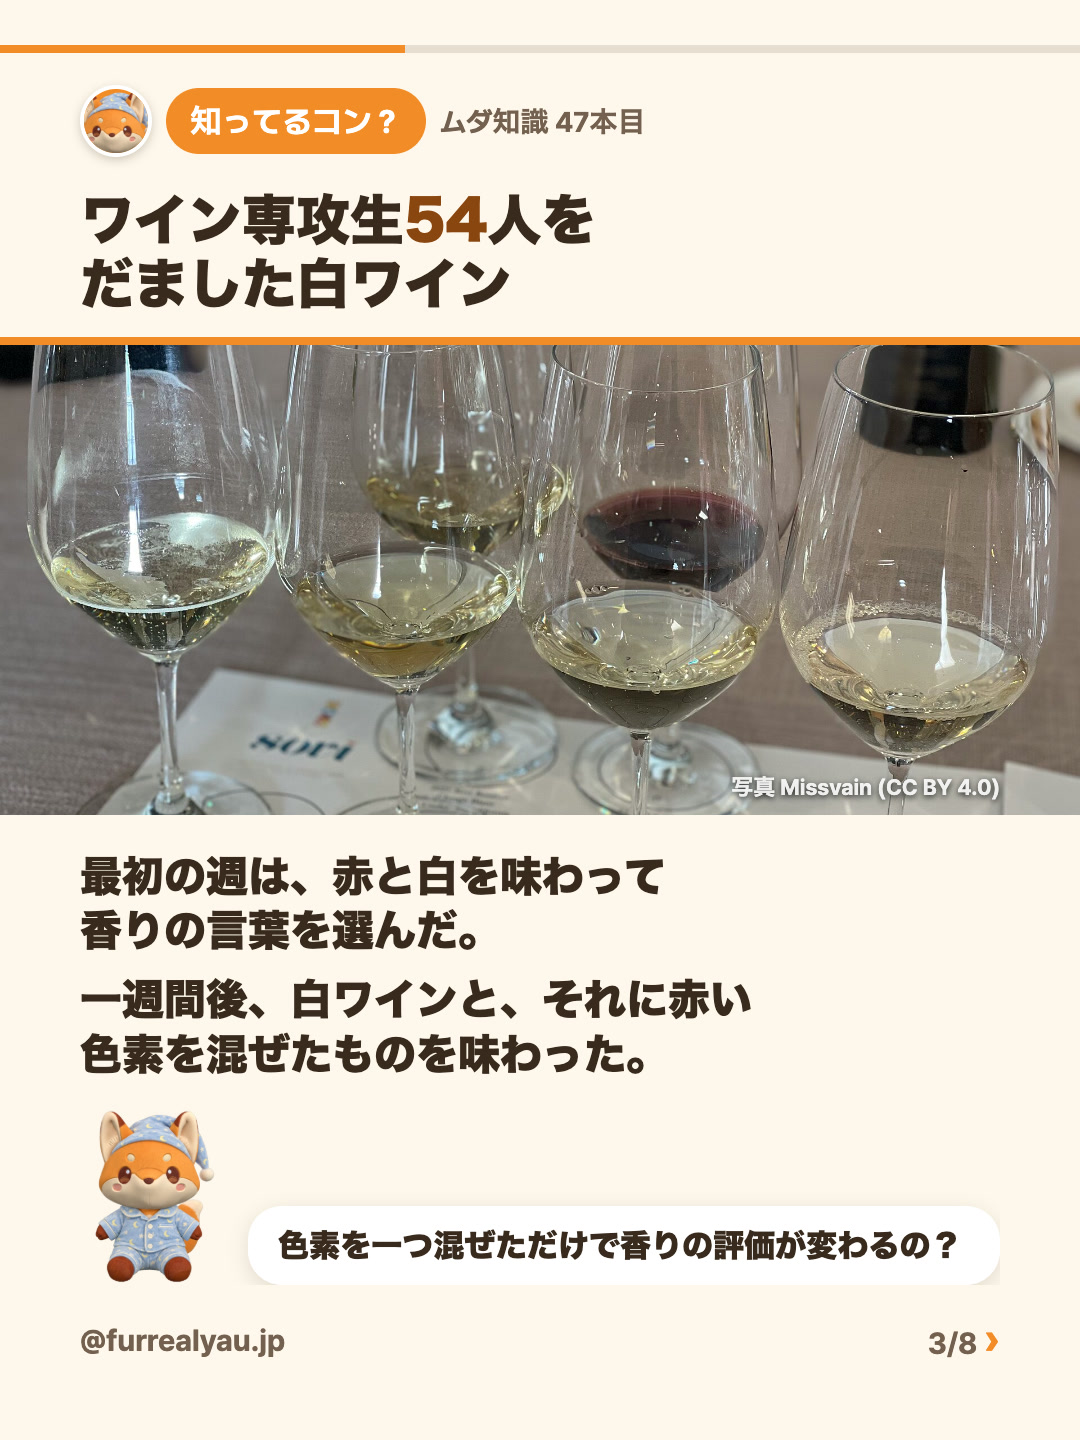 知ってるコン？
ムダ知識 47本目
ワイン専攻生54人を
だました白ワイン
sori
写真 Missvain (CC BY 4.0)
最初の週は、赤と白を味わって
香りの言葉を選んだ。
一週間後、白ワインと、それに赤い
色素を混ぜたものを味わった。
色素を一つ混ぜただけで香りの評価が変わるの？
@furrealyau.jp
3/8 ›